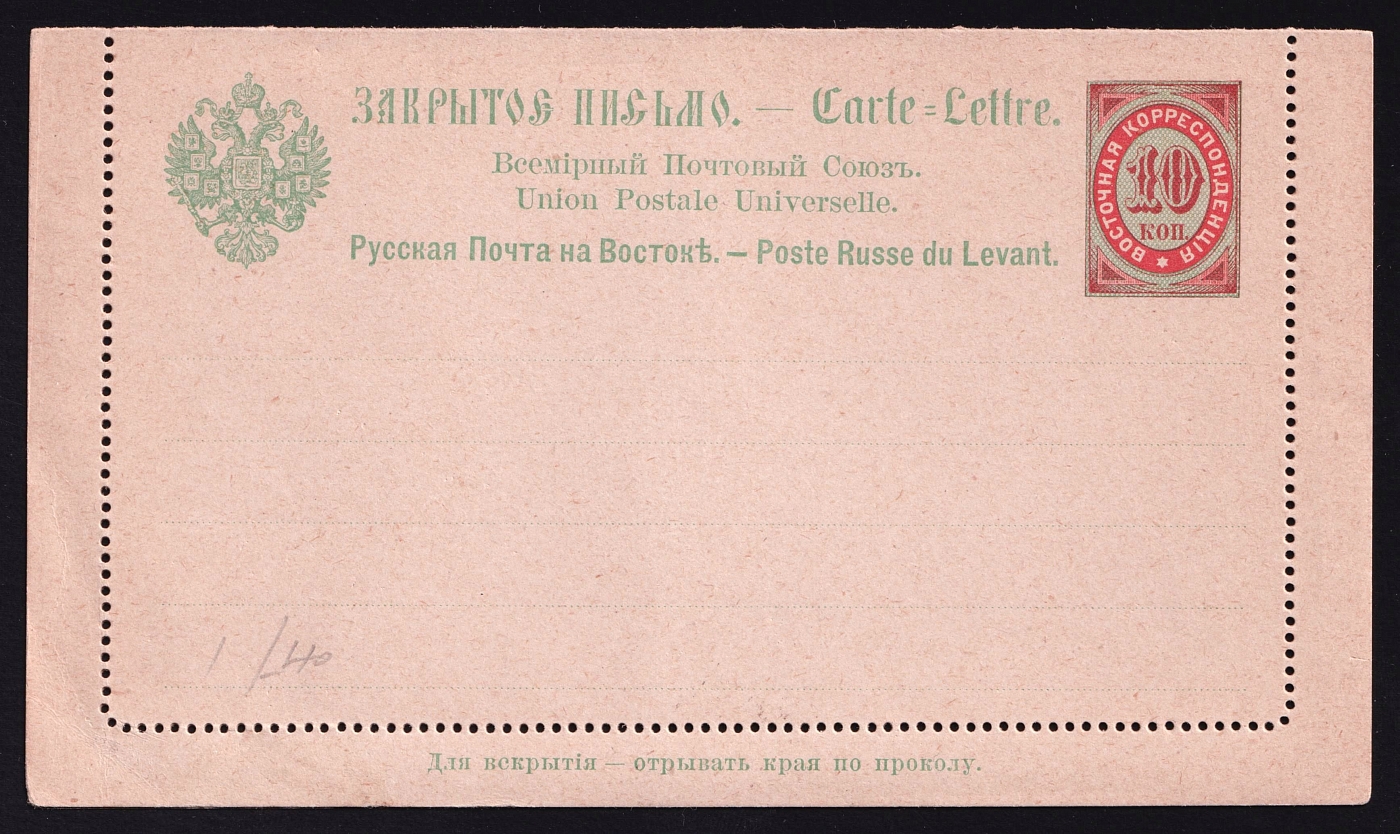 ЗАКРЫТОЕ ПИСЬМО. — Carte-Lettre.
Всемірный Почтовый Союзъ.
Union Postale Universelle.
Русская Почта на Востокѣ. — Poste Russe du Levant.
ВОСТОЧНАЯ КОРРЕСПОНДЕНЦІЯ
10
КОП.
1 /40
Для вскрытія — отрывать края по проколу.